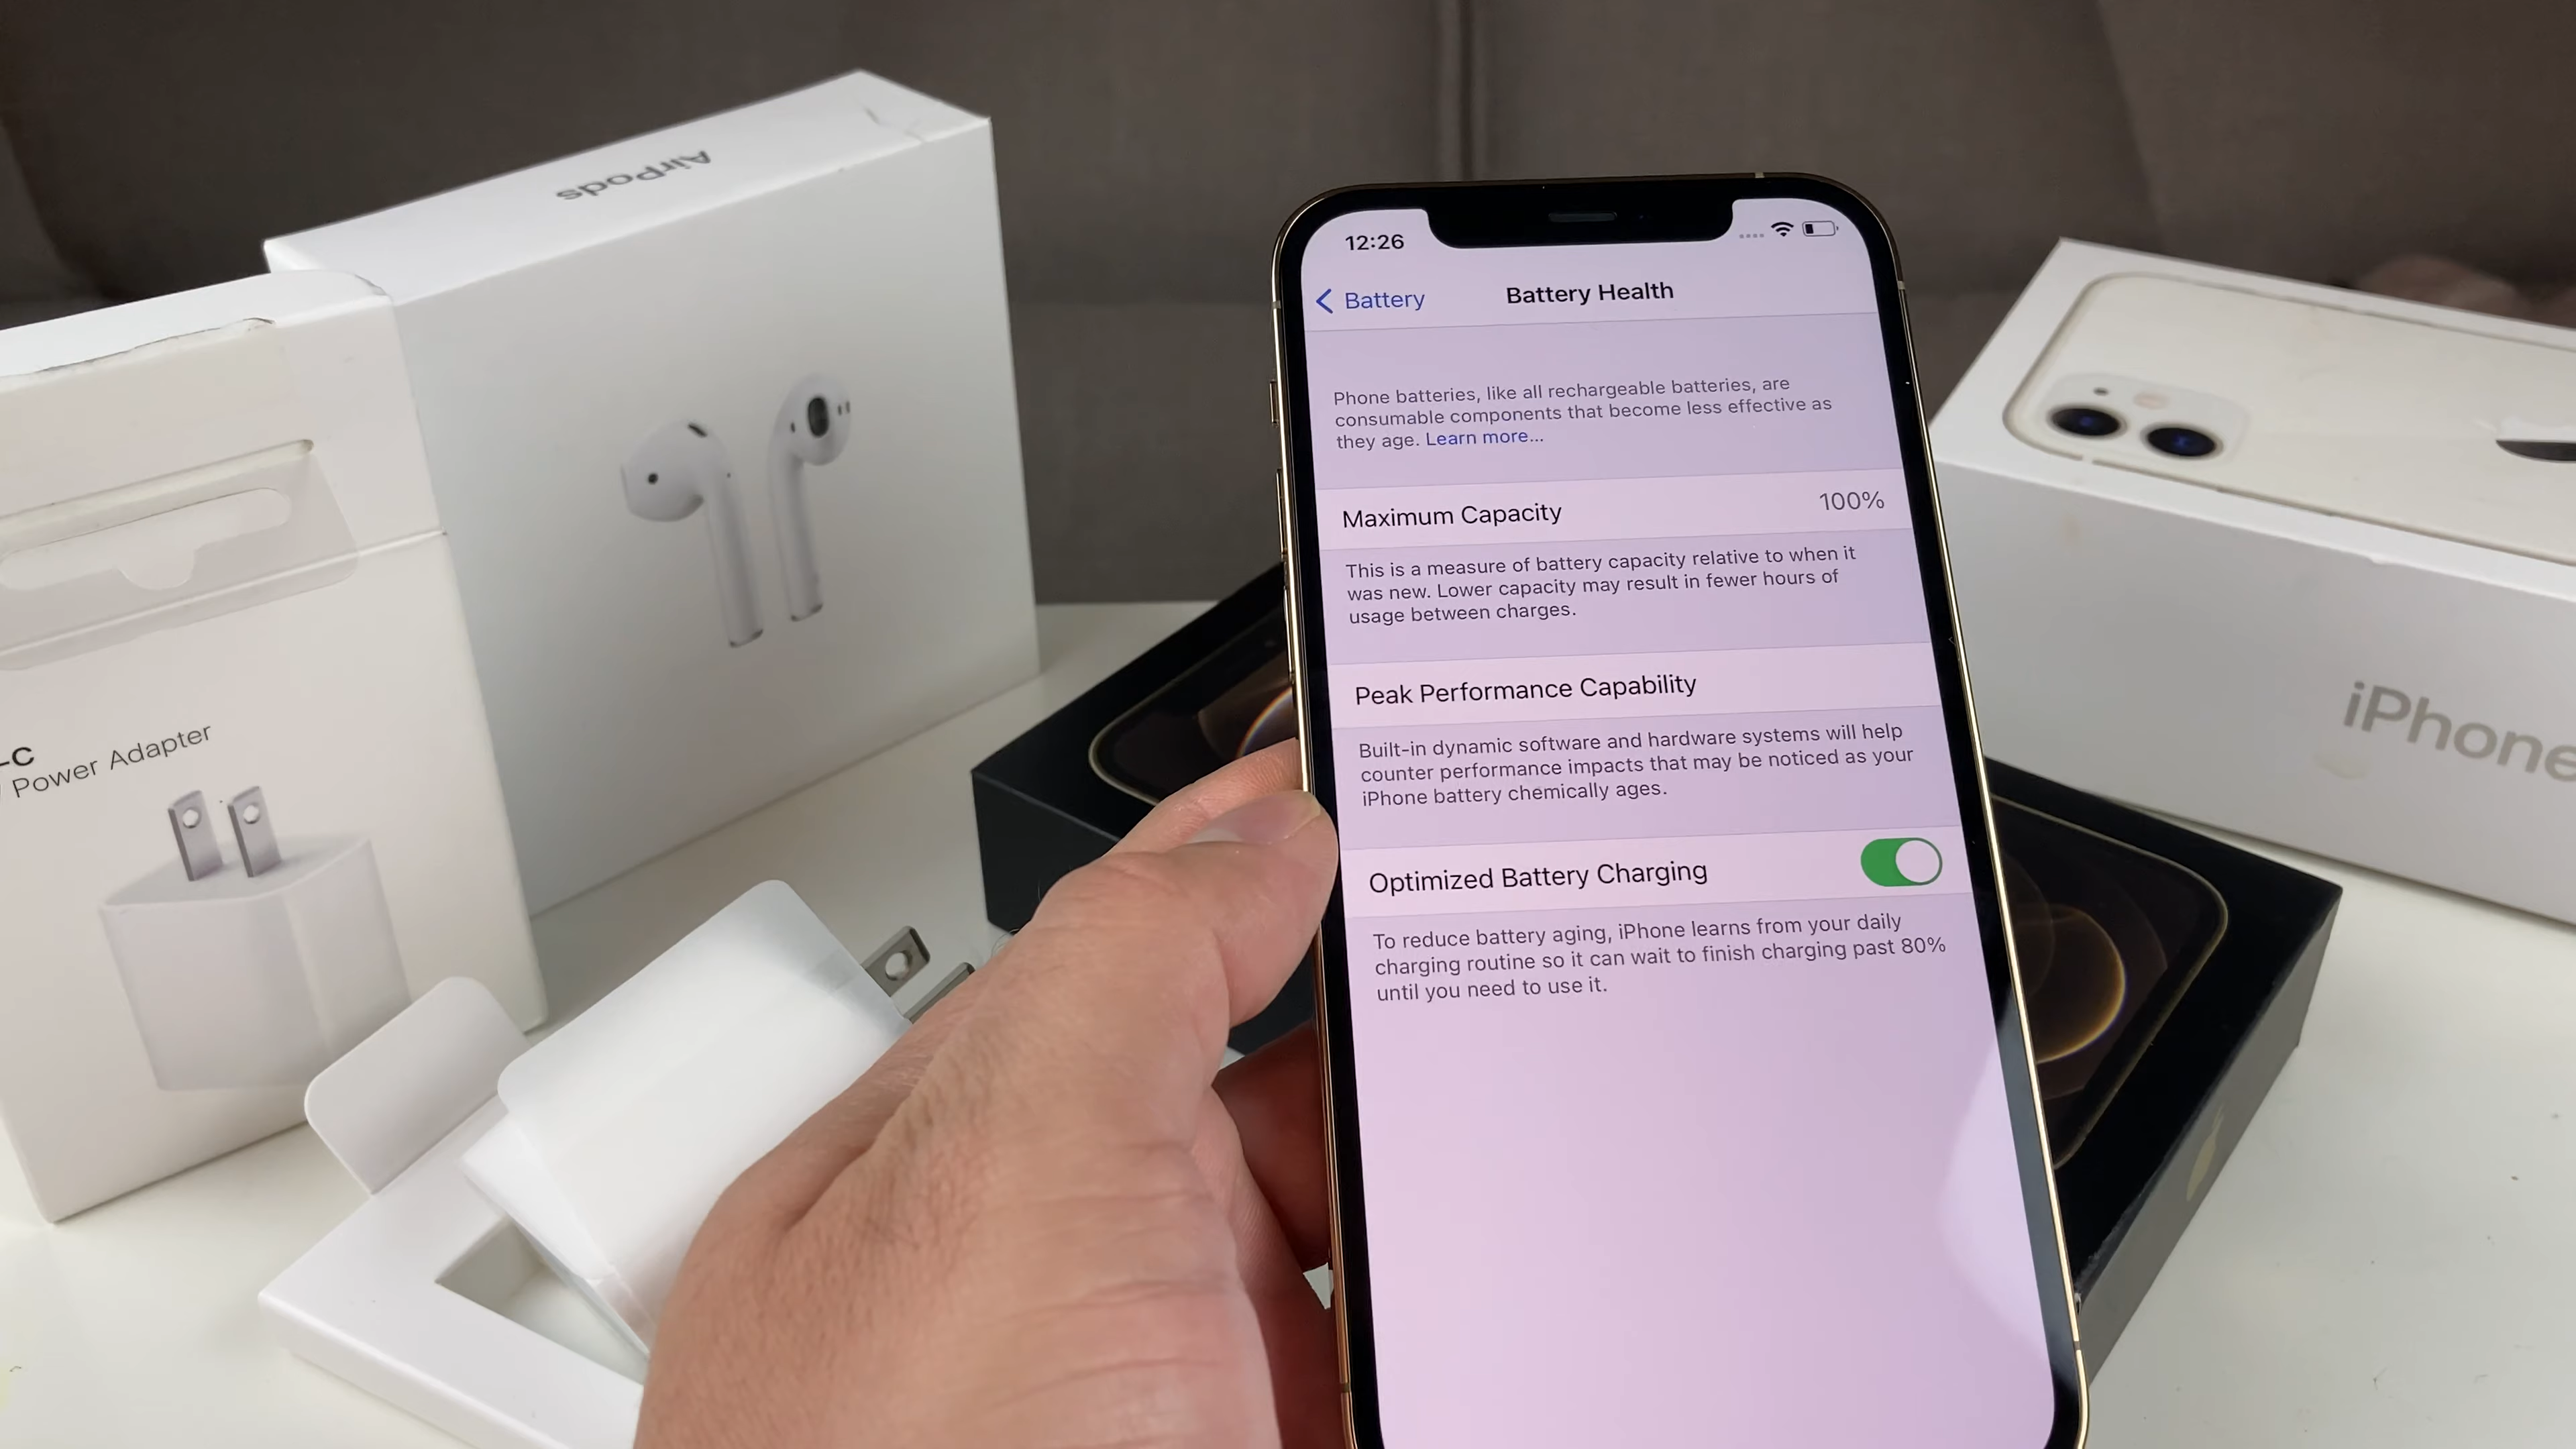 AirPods
-C
Power Adapter
12:26
Battery
Battery Health
Phone batteries, like all rechargeable batteries, are
consumable components that become less effective as
they age. Learn more...
Maximum Capacity 100%
This is a measure of battery capacity relative to when it
was new. Lower capacity may result in fewer hours of
usage between charges.
Peak Performance Capability
Built-in dynamic software and hardware systems will help
counter performance impacts that may be noticed as your
iPhone battery chemically ages.
Optimized Battery Charging
To reduce battery aging, iPhone learns from your daily
charging routine so it can wait to finish charging past 80%
until you need to use it.
iPhone